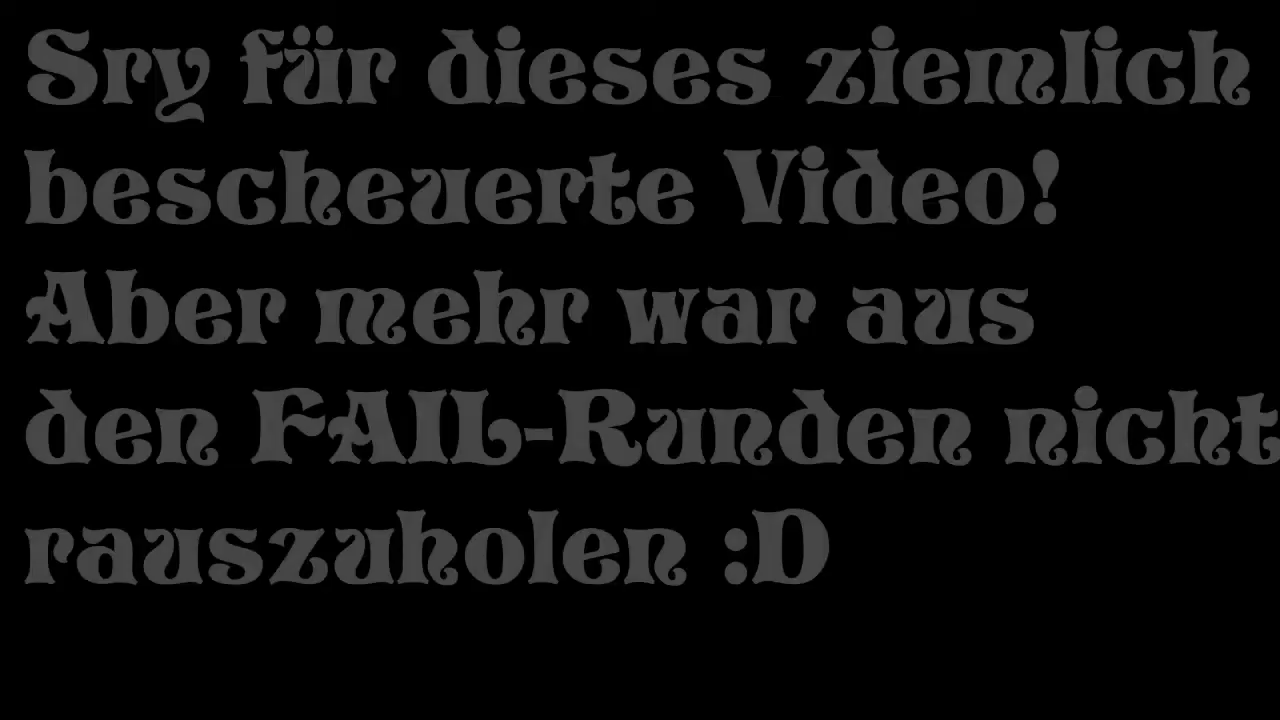 Sry für dieses ziemlich
bescheuerte Video!
Aber mehr war aus
den FAIL-Runden nicht
rauszuholen :D